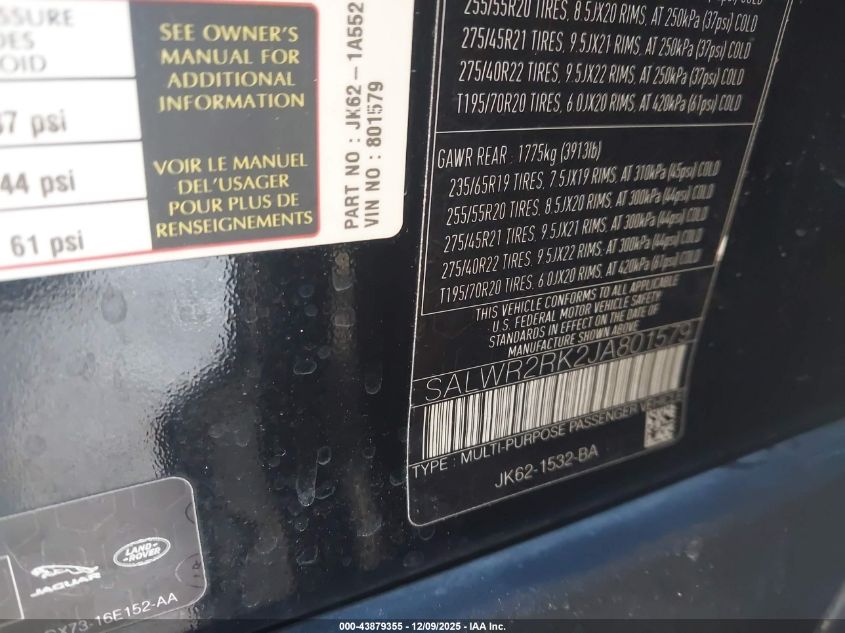 SSURE
DES
OID
37 psi
44 psi
61 psi
SEE OWNER'S
MANUAL FOR
ADDITIONAL
INFORMATION
VOIR LE MANUEL
DEL'USAGER
POUR PLUS DE
RENSEIGNEMENTS
PART NO : JK62 - 1A552
VIN NO : 801579
255/55R20 TIRES, 8.5JX20 RIMS, AT 250kPa (37psi) COLD
275/45R21 TIRES, 9.5JX21 RIMS, AT 250kPa (37psi) COLD
275/40R22 TIRES, 9.5JX22 RIMS, AT 250kPa (37psi) COLD
T195/70R20 TIRES, 6.0JX20 RIMS, AT 420kPa (61psi) COLD
GAWR REAR : 1775kg (3913lb)
235/65R19 TIRES, 7.5JX19 RIMS, AT 310kPa (45psi) COLD
255/55R20 TIRES, 8.5JX20 RIMS, AT 300kPa (44psi) COLD
275/45R21 TIRES, 9.5JX21 RIMS, AT 300kPa (44psi) COLD
275/40R22 TIRES, 9.5JX22 RIMS, AT 300kPa (44psi) COLD
T195/70R20 TIRES, 6.0JX20 RIMS, AT 420kPa (61psi) COLD
THIS VEHICLE CONFORMS TO ALL APPLICABLE
U.S. FEDERAL MOTOR VEHICLE SAFETY
STANDARDS IN EFFECT ON THE DATE OF
MANUFACTURE SHOWN ABOVE
SALWR2RK2JA801579
TYPE : MULTI-PURPOSE PASSENGER VEHICLE
JK62-1532-BA
JAGUAR
LAND ROVER
X73-16E152-AA
000-43879355 | 12/09/2025 | IAA Inc.